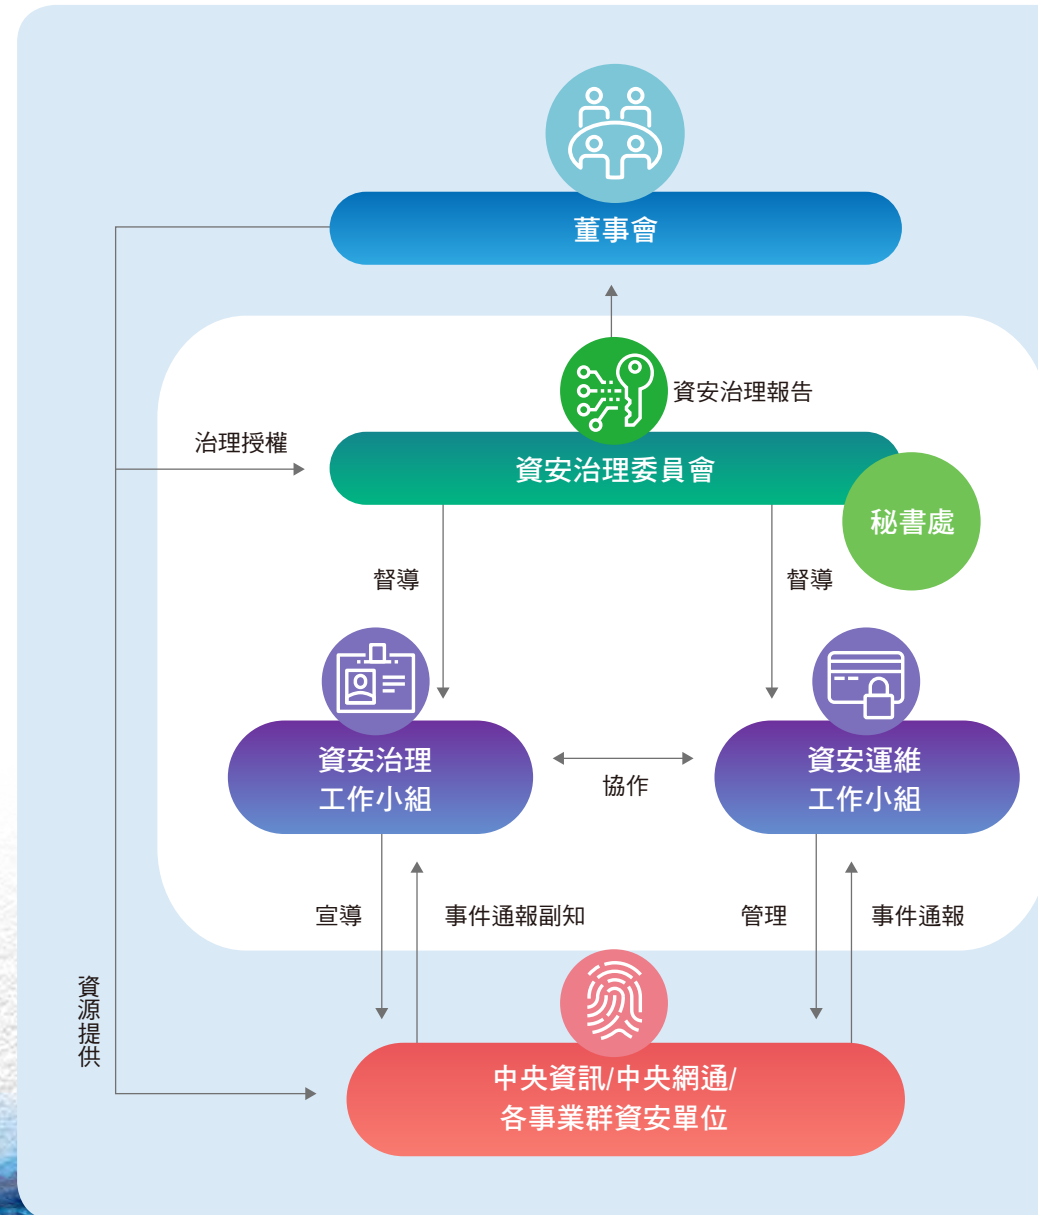 董事會
資安治理報告
治理授權
資安治理委員會
秘書處
督導
督導
資安治理
工作小組
協作
資安運維
工作小組
宣導
事件通報副知
管理
事件通報
資源提供
中央資訊/中央網通/
各事業群資安單位